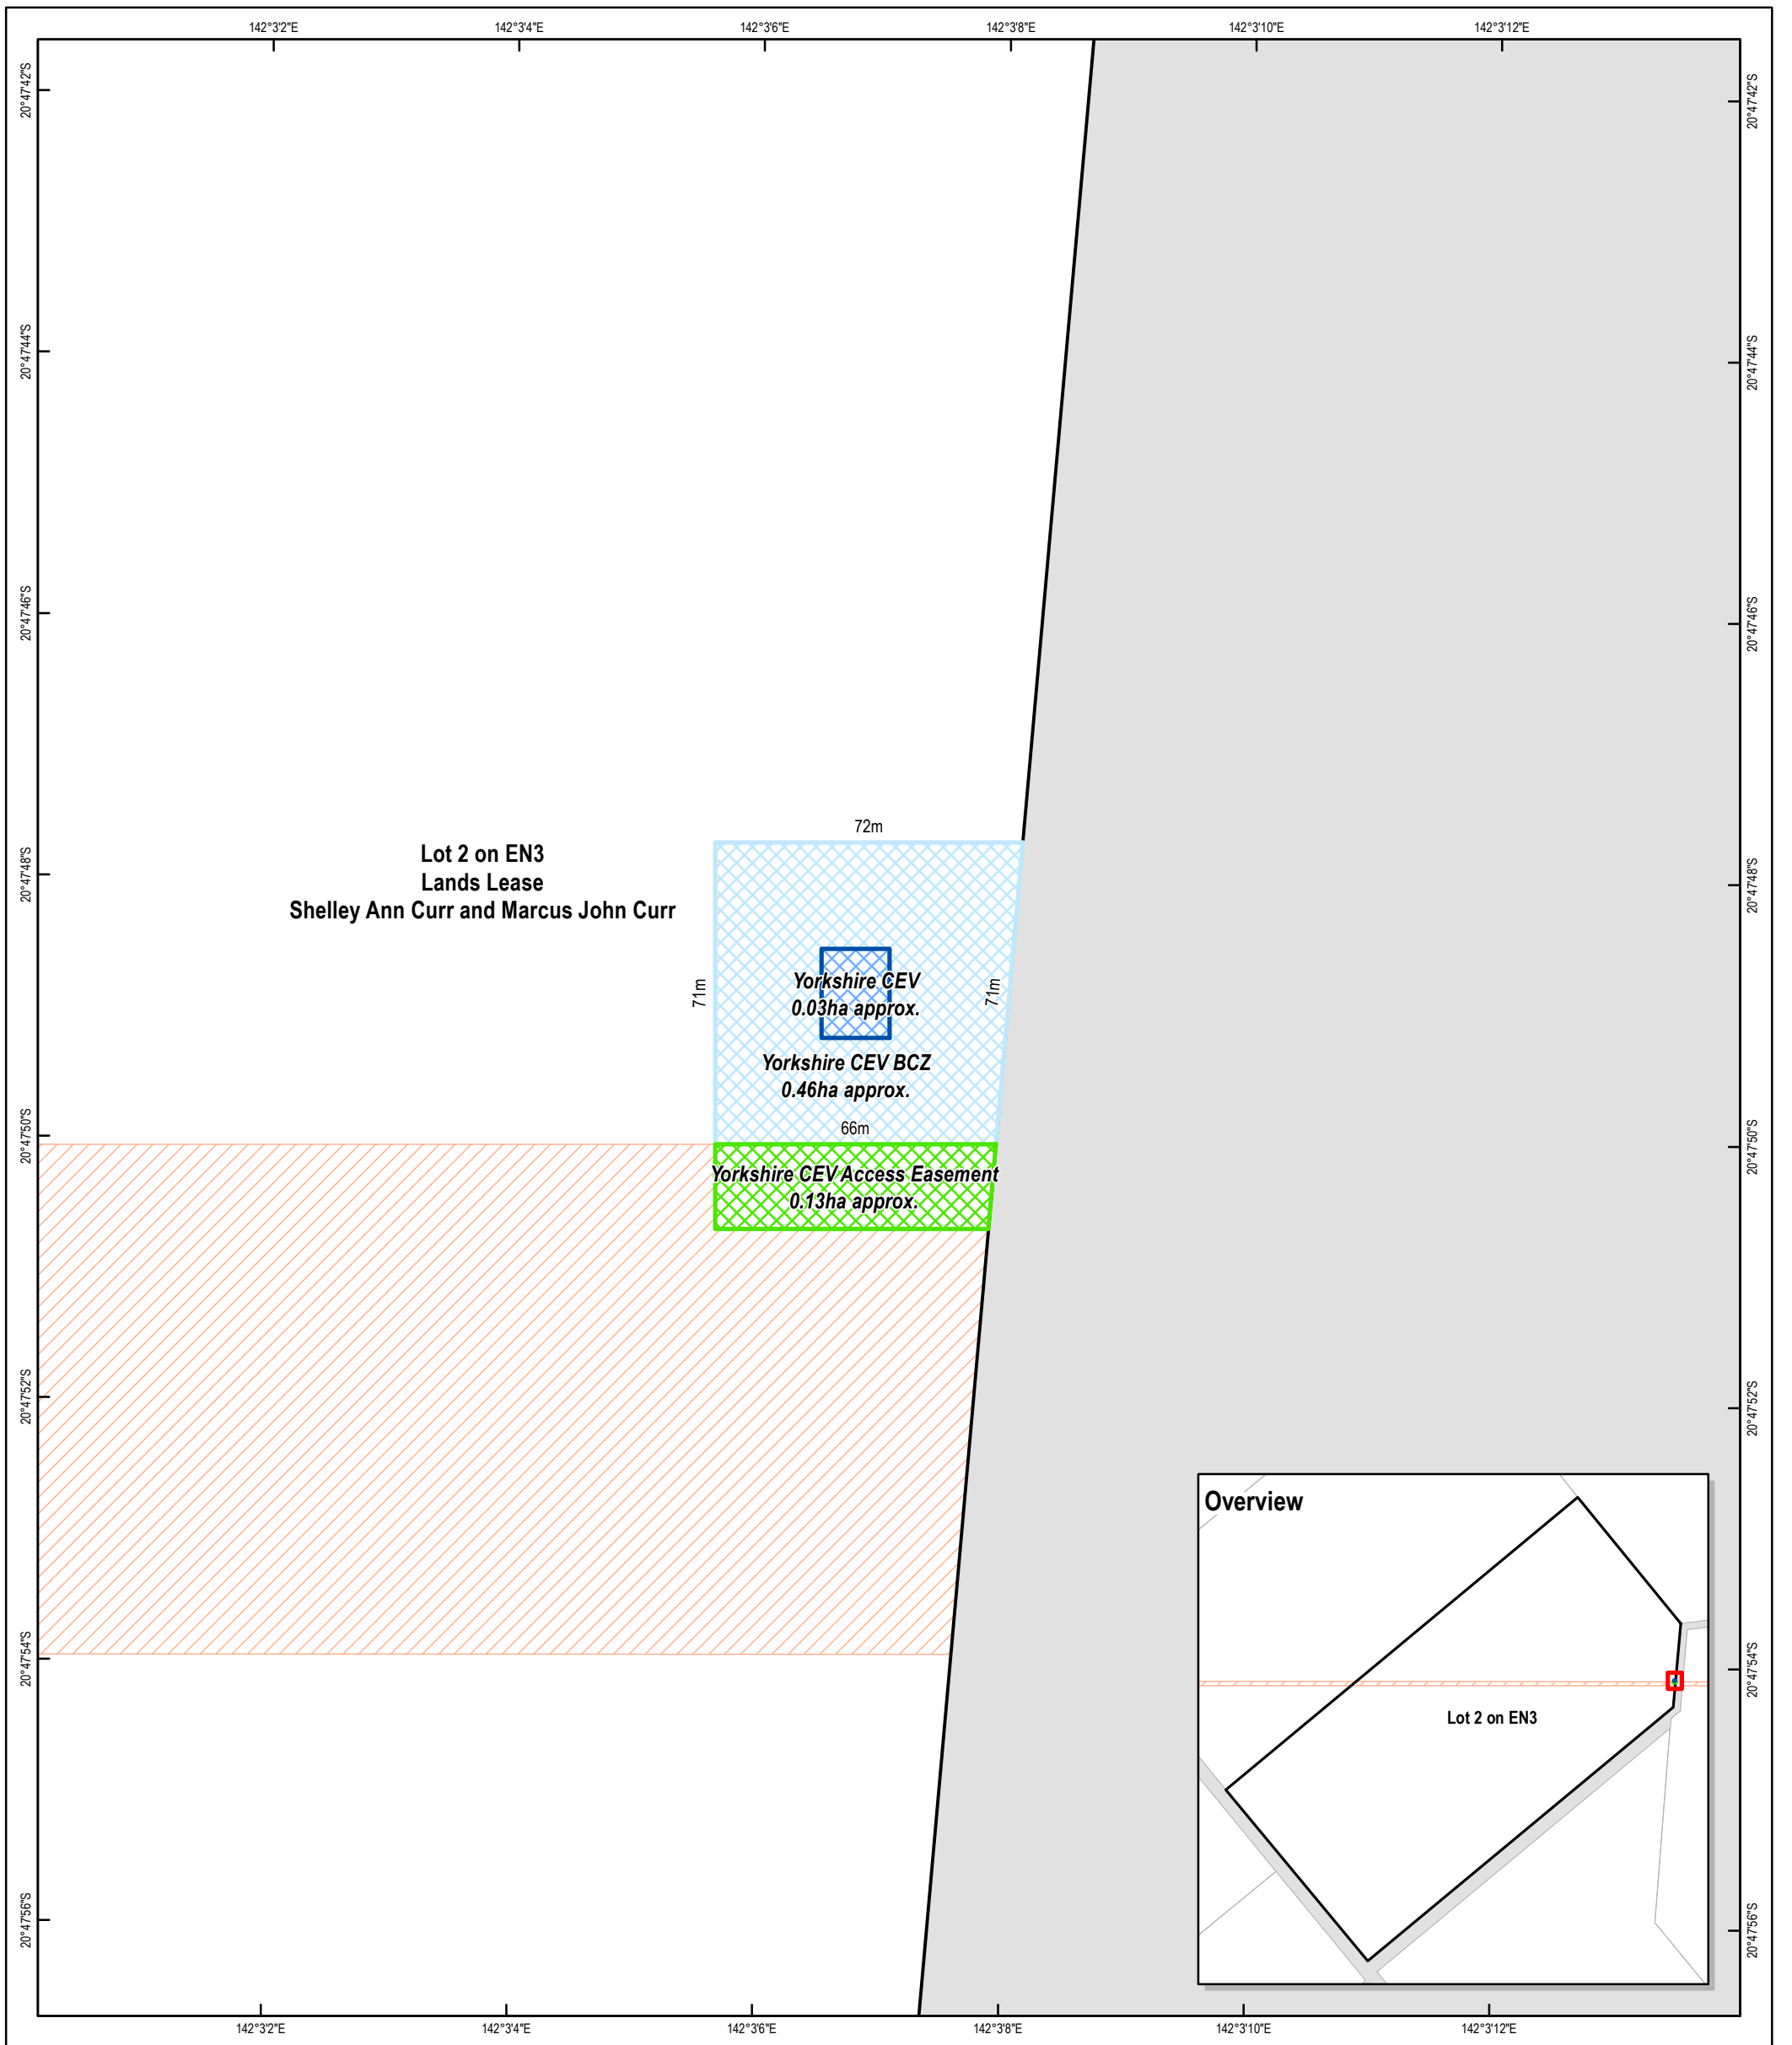 142°3'2"E
142°3'4"E
142°3'6"E
142°3'8"E
142°3'10"E
142°3'12"E
20°47'42"S
20°47'42"S
20°47'44"S
20°47'44"S
20°47'46"S
20°47'46"S
72m
Lot 2 on EN3
Lands Lease
Shelley Ann Curr and Marcus John Curr
20°47'48"S
20°47'48"S
71m
Yorkshire CEV
0.03ha approx.
71m
Yorkshire CEV BCZ
0.46ha approx.
66m
20°47'50"S
20°47'50"S
Yorkshire CEV Access Easement
0.13ha approx.
20°47'52"S
20°47'52"S
Overview
Lot 2 on EN3
20°47'54"S
20°47'54"S
20°47'56"S
20°47'56"S
142°3'2"E
142°3'4"E
142°3'6"E
142°3'8"E
142°3'10"E
142°3'12"E